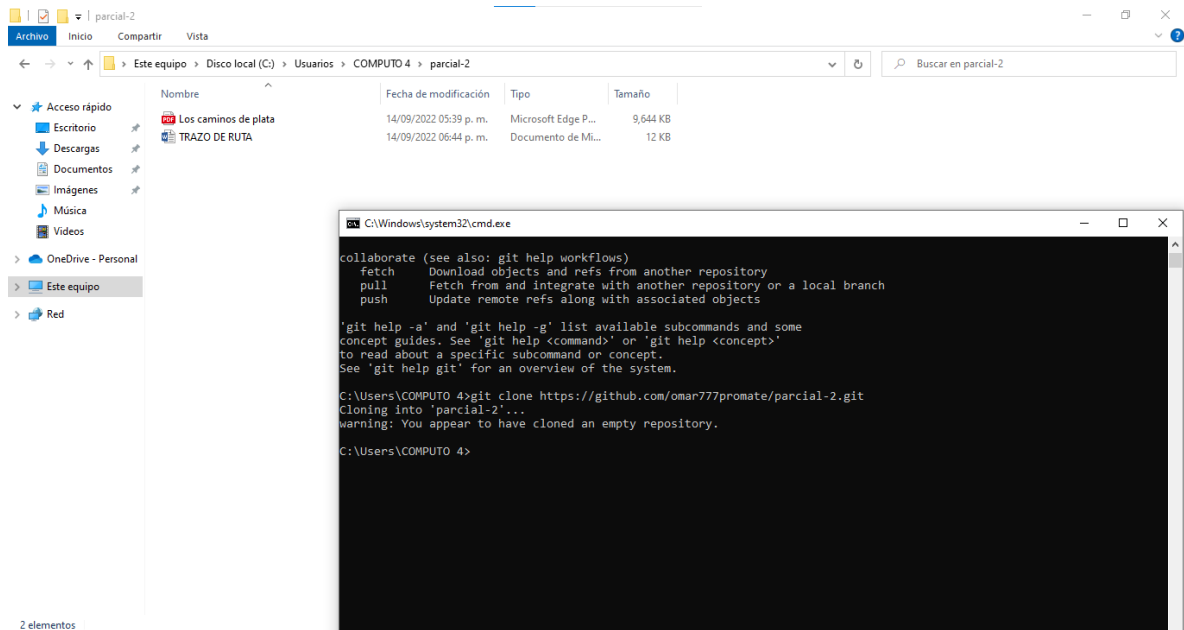 parcial-2
Archivo Inicio Compartir Vista
Este equipo > Disco local (C:) > Usuarios > COMPUTO 4 > parcial-2
Buscar en parcial-2
Nombre Fecha de modificación Tipo Tamaño
Acceso rápido
Escritorio
Descargas
Documentos
Imágenes
Música
Videos
OneDrive - Personal
Este equipo
Red
PDF Los caminos de plata 14/09/2022 05:39 p. m. Microsoft Edge P... 9,644 KB
TRAZO DE RUTA 14/09/2022 06:44 p. m. Documento de Mi... 12 KB
C:\Windows\system32\cmd.exe
collaborate (see also: git help workflows)
fetch Download objects and refs from another repository
pull Fetch from and integrate with another repository or a local branch
push Update remote refs along with associated objects
'git help -a' and 'git help -g' list available subcommands and some
concept guides. See 'git help <command>' or 'git help <concept>'
to read about a specific subcommand or concept.
See 'git help git' for an overview of the system.
C:\Users\COMPUTO 4>git clone https://github.com/omar777promate/parcial-2.git
Cloning into 'parcial-2'...
warning: You appear to have cloned an empty repository.
C:\Users\COMPUTO 4>
2 elementos